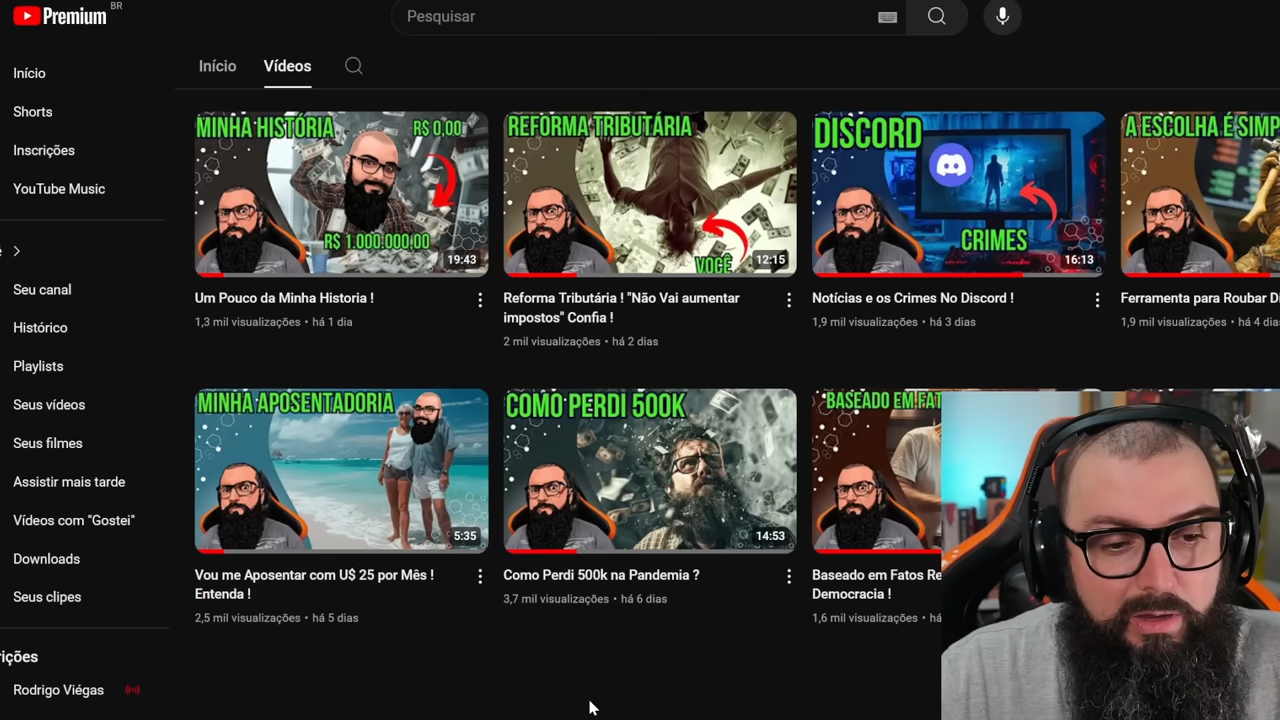 Premium BR
Pesquisar
Início
Shorts
Inscrições
YouTube Music
Seu canal
Histórico
Playlists
Seus vídeos
Seus filmes
Assistir mais tarde
Vídeos com "Gostei"
Downloads
Seus clipes
rições
Rodrigo Viégas
Início Vídeos
MINHA HISTÓRIA R$ 0,00
R$ 1.000.000,00
19:43
Um Pouco da Minha Historia !
1,3 mil visualizações • há 1 dia
REFORMA TRIBUTÁRIA
VOCÊ
12:15
Reforma Tributária ! "Não Vai aumentar
impostos" Confia !
2 mil visualizações • há 2 dias
DISCORD
CRIMES
16:13
Notícias e os Crimes No Discord !
1,9 mil visualizações • há 3 dias
A ESCOLHA É SIMP
Ferramenta para Roubar Di
1,9 mil visualizações • há 4 dias
MINHA APOSENTADORIA
5:35
Vou me Aposentar com U$ 25 por Mês !
Entenda !
2,5 mil visualizações • há 5 dias
COMO PERDI 500K
14:53
Como Perdi 500k na Pandemia ?
3,7 mil visualizações • há 6 dias
BASEADO EM FAT
Baseado em Fatos Re
Democracia !
1,6 mil visualizações • há